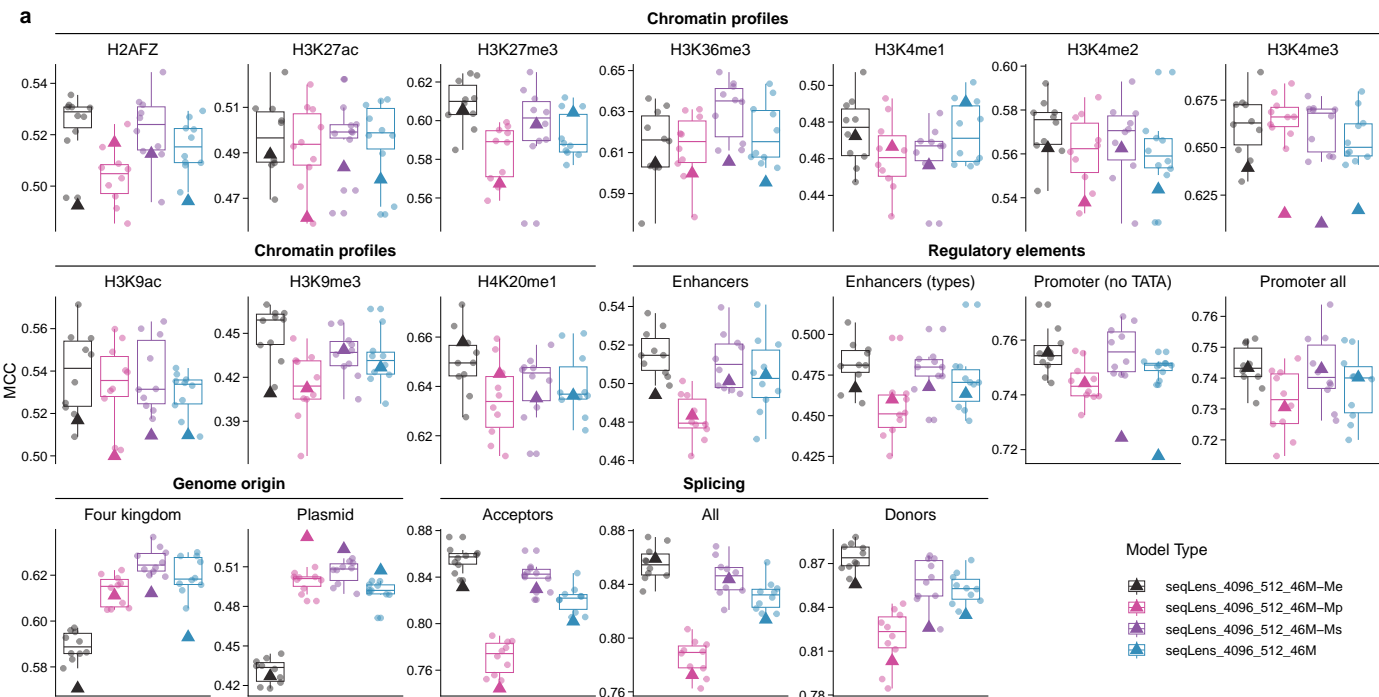 a
Chromatin profiles
H2AFZ H3K27ac H3K27me3 H3K36me3 H3K4me1 H3K4me2 H3K4me3
0.54 0.52 0.50
0.51 0.49 0.47
0.62 0.60 0.58 0.56
0.65 0.63 0.61 0.59
0.50 0.48 0.46 0.44
0.60 0.58 0.56 0.54
0.675 0.650 0.625
Chromatin profiles Regulatory elements
H3K9ac H3K9me3 H4K20me1 Enhancers Enhancers (types) Promoter (no TATA) Promoter all
MCC
0.56 0.54 0.52 0.50
0.45 0.42 0.39
0.66 0.64 0.62
0.54 0.52 0.50 0.48 0.46
0.500 0.475 0.450 0.425
0.76 0.74 0.72
0.76 0.74 0.73 0.72
Genome origin Splicing
Four kingdom Plasmid Acceptors All Donors
0.62 0.60 0.58
0.51 0.48 0.45 0.42
0.88 0.84 0.80 0.76
0.88 0.84 0.80 0.76
0.87 0.84 0.81 0.78
Model Type
seqLens_4096_512_46M–Me
seqLens_4096_512_46M–Mp
seqLens_4096_512_46M–Ms
seqLens_4096_512_46M